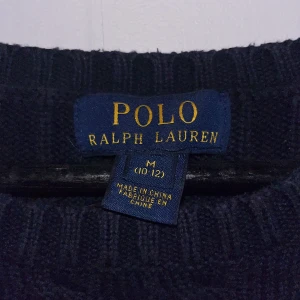 POLO
RALPH LAUREN
M
(10-12)
MADE IN CHINA
FABRIQUÉ EN
CHINE